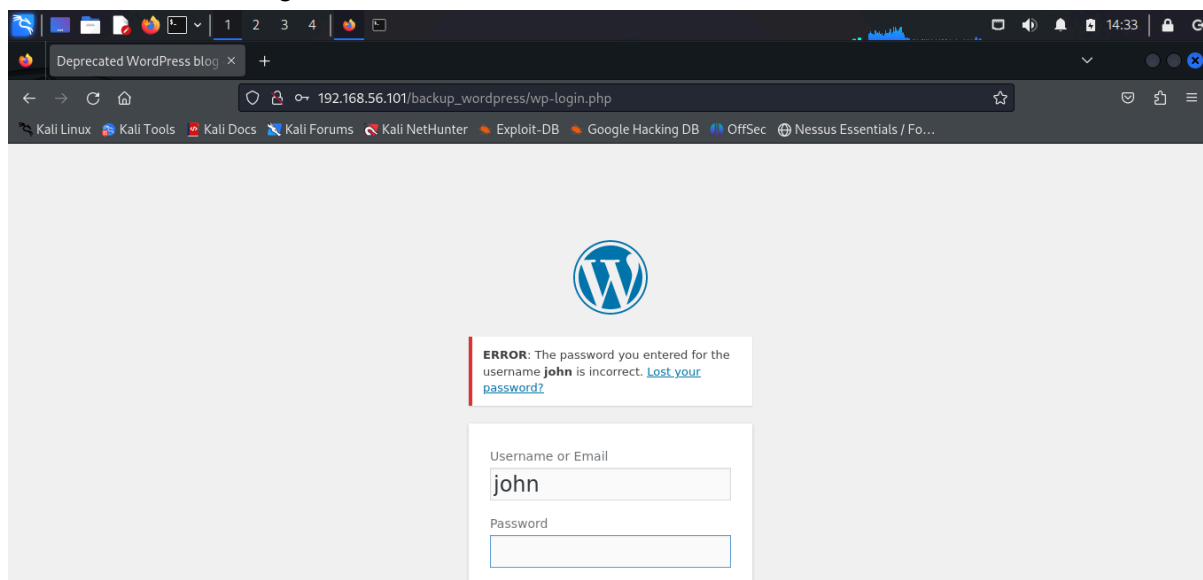 1 2 3 4 14:33
Deprecated WordPress blog × +
192.168.56.101/backup_wordpress/wp-login.php
Kali Linux Kali Tools Kali Docs Kali Forums Kali NetHunter Exploit-DB Google Hacking DB OffSec Nessus Essentials / Fo...
ERROR: The password you entered for the
username john is incorrect. Lost your
password?
Username or Email
john
Password